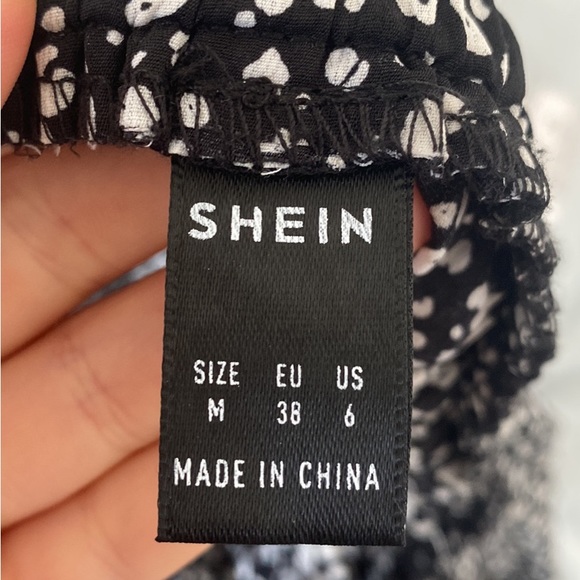 SHEIN
SIZE EU US
M 38 6
MADE IN CHINA